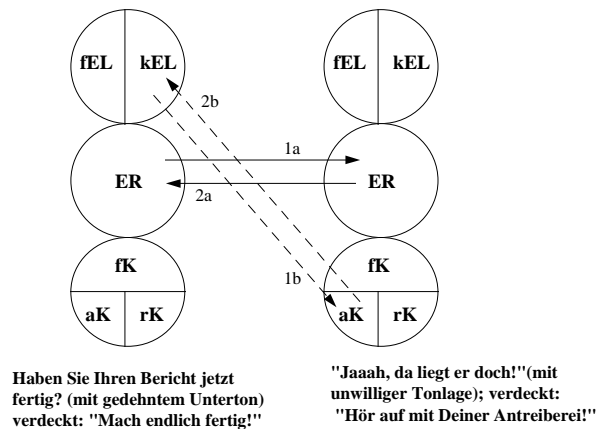 fEL kEL fEL kEL
2b
1a
ER ER
2a
fK fK
1b
aK rK aK rK
Haben Sie Ihren Bericht jetzt
fertig? (mit gedehntem Unterton)
verdeckt: "Mach endlich fertig!"
"Jaaah, da liegt er doch!"(mit
unwilliger Tonlage); verdeckt:
"Hör auf mit Deiner Antreiberei!"